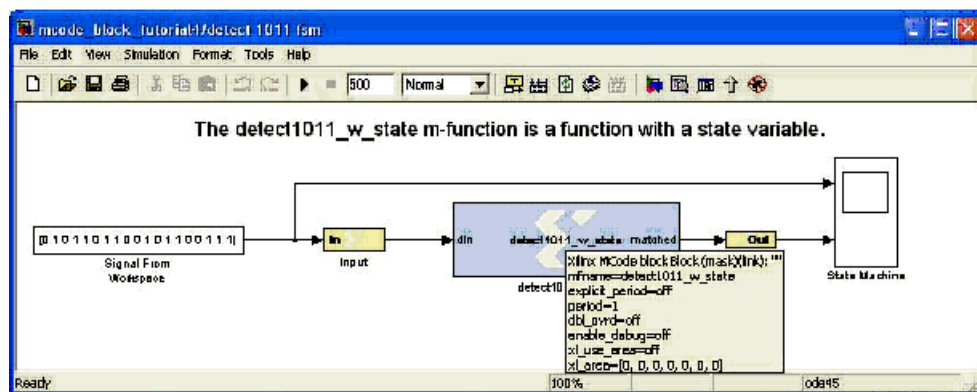 mcode_block_tutorial4/detect 1011 fsm
File Edit View Simulation Format Tools Help
500 Normal
The detect1011_w_state m-function is a function with a state variable.
[0 1 0 1 1 0 1 1 0 0 1 0 1 1 0 0 1 1 1]
Signal From
Workspace
In
Input
din detect1011_w_state matched
detect10
Out
State Machine
Xilinx MCode block Block (mask)(link): ""
mfname=detect1011_w_state
explicit_period=off
period=1
dbl_ovrd=off
enable_debug=off
xl_use_area=off
xl_area=[0, 0, 0, 0, 0, 0, 0]
Ready 100% ode45